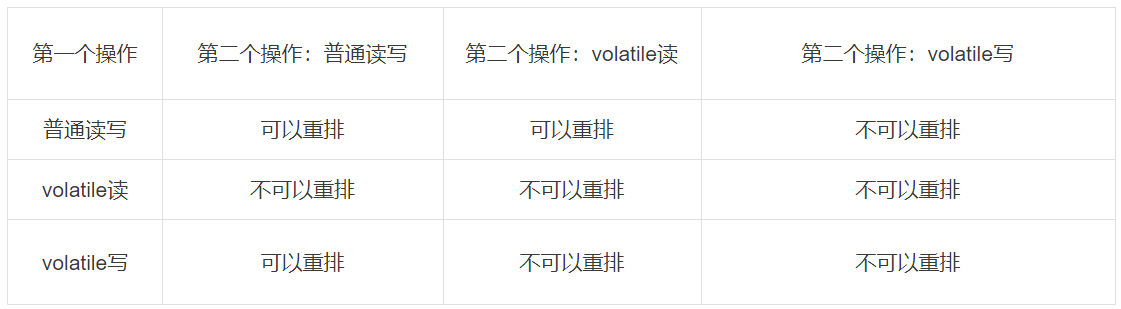 第一个操作 第二个操作：普通读写 第二个操作：volatile读 第二个操作：volatile写
普通读写 可以重排 可以重排 不可以重排
volatile读 不可以重排 不可以重排 不可以重排
volatile写 可以重排 不可以重排 不可以重排